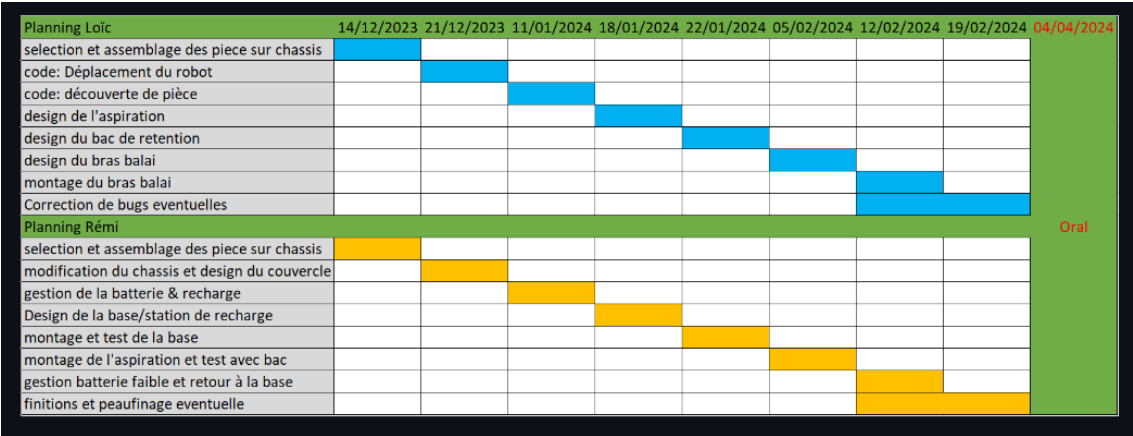 Planning Loïc 14/12/2023 21/12/2023 11/01/2024 18/01/2024 22/01/2024 05/02/2024 12/02/2024 19/02/2024 04/04/2024
selection et assemblage des piece sur chassis
code: Déplacement du robot
code: découverte de pièce
design de l'aspiration
design du bac de retention
design du bras balai
montage du bras balai
Correction de bugs eventuelles
Planning Rémi Oral
selection et assemblage des piece sur chassis
modification du chassis et design du couvercle
gestion de la batterie & recharge
Design de la base/station de recharge
montage et test de la base
montage de l'aspiration et test avec bac
gestion batterie faible et retour à la base
finitions et peaufinage eventuelle